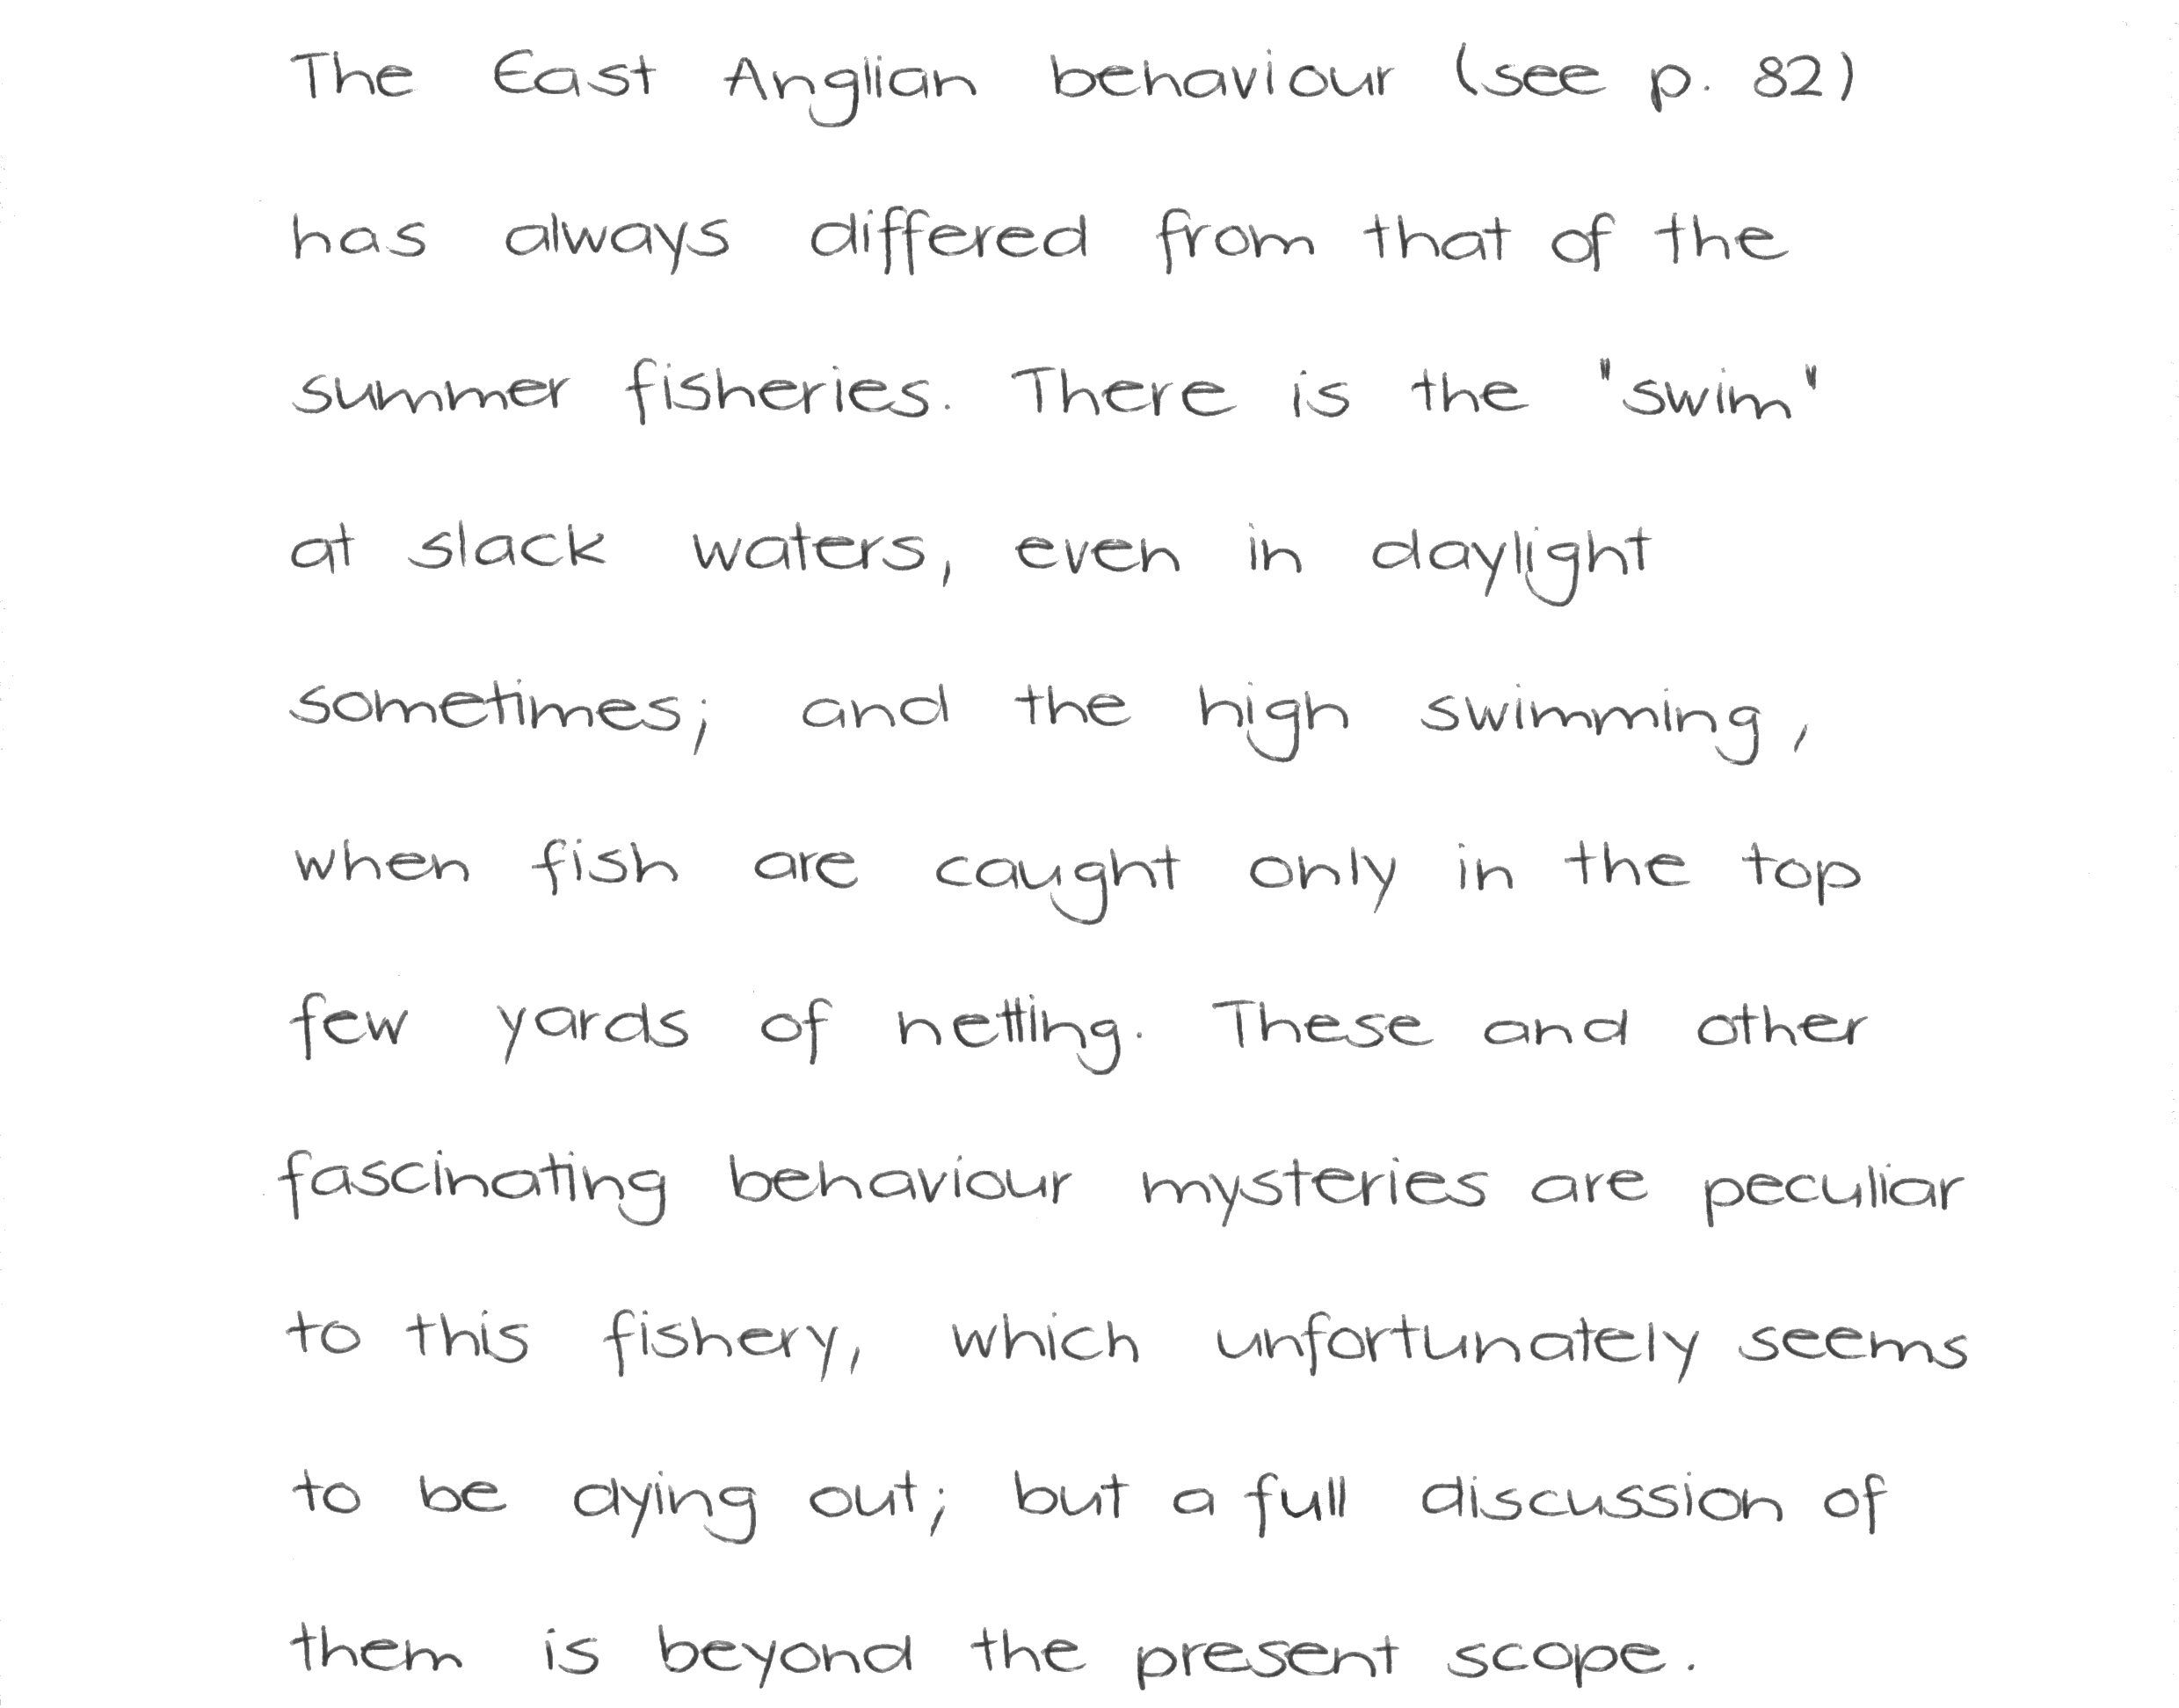 The East Anglian behaviour (see p. 82)
has always differed from that of the
summer fisheries. There is the "swim"
at slack waters, even in daylight
sometimes; and the high swimming,
when fish are caught only in the top
few yards of netting. These and other
fascinating behaviour mysteries are peculiar
to this fishery, which unfortunately seems
to be dying out; but a full discussion of
them is beyond the present scope.